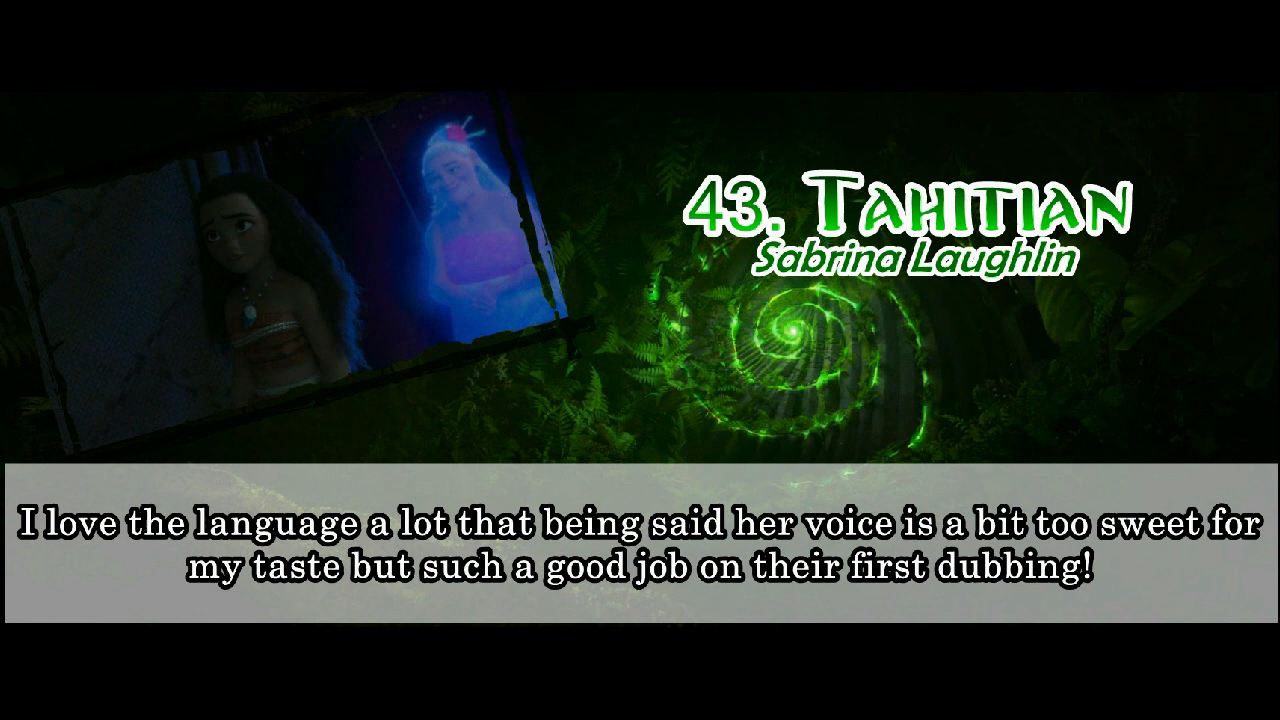 43. Tahitian
Sabrina Laughlin
I love the language a lot that being said her voice is a bit too sweet for
my taste but such a good job on their first dubbing!